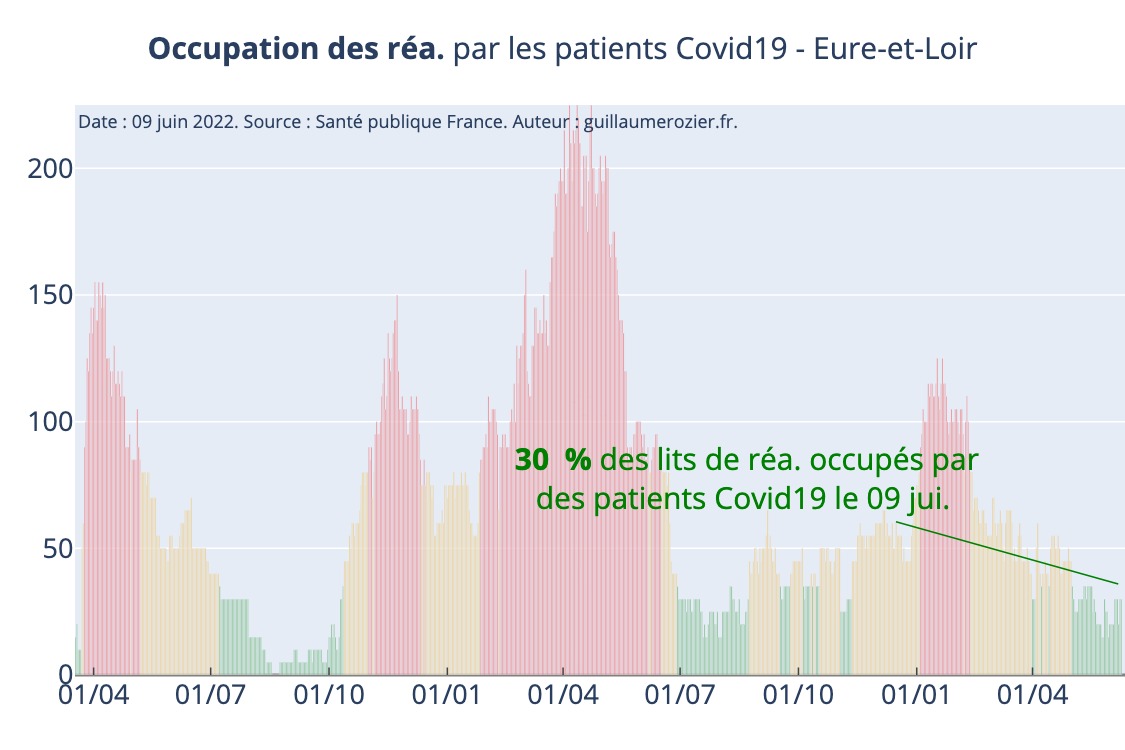 Occupation des réa. par les patients Covid19 - Eure-et-Loir
Date : 09 juin 2022. Source : Santé publique France. Auteur : guillaumerozier.fr.
200
150
100
30  % des lits de réa. occupés par
des patients Covid19 le 09 jui.
50
0
01/04 01/07 01/10 01/01 01/04 01/07 01/10 01/01 01/04